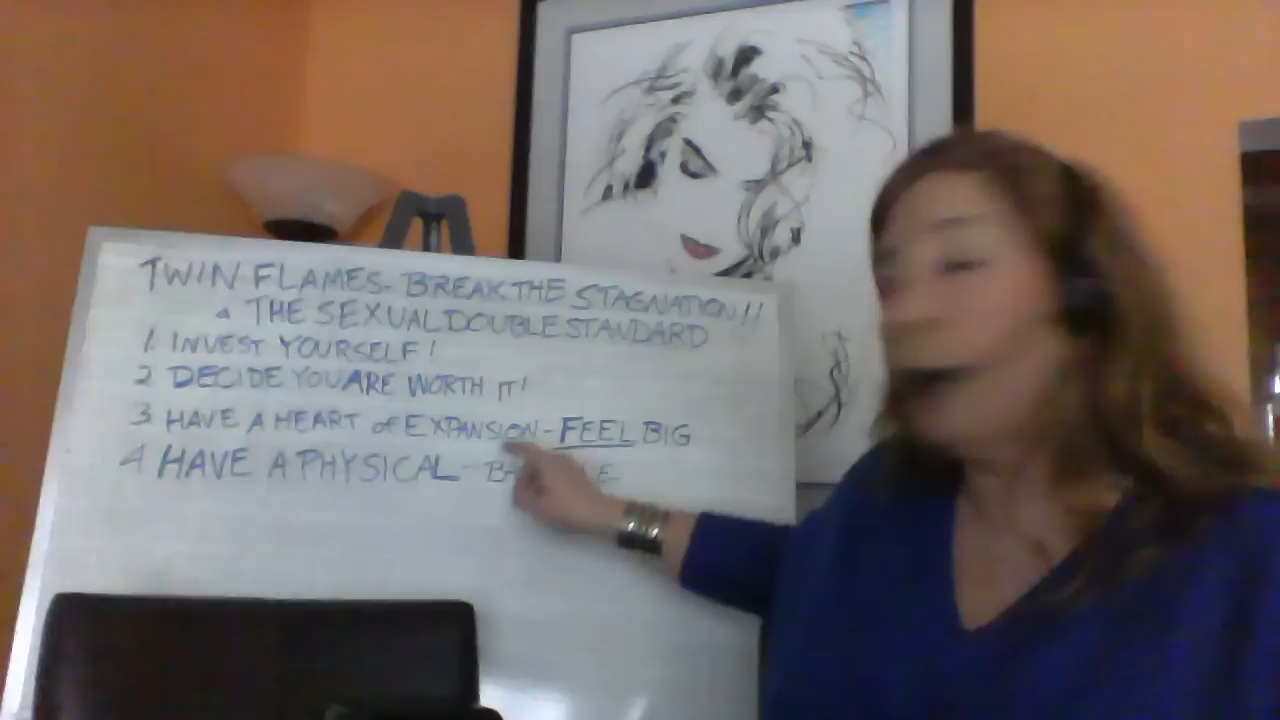 TWIN FLAMES - BREAK THE STAGNATION!!
& THE SEXUAL DOUBLE STANDARD
1. INVEST YOURSELF!
2 DECIDE YOU ARE WORTH IT!
3. HAVE A HEART OF EXPANSION - FEEL BIG
4 HAVE A PHYSICAL -